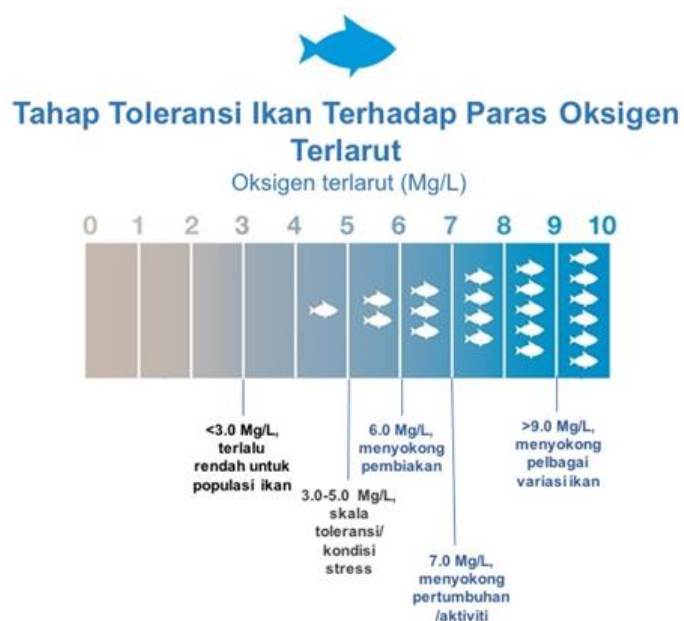 Tahap Toleransi Ikan Terhadap Paras Oksigen
Terlarut
Oksigen terlarut (Mg/L)
0 1 2 3 4 5 6 7 8 9 10
<3.0 Mg/L,
terlalu
rendah untuk
populasi ikan
3.0-5.0 Mg/L,
skala
toleransi/
kondisi
stress
6.0 Mg/L,
menyokong
pembiakan
7.0 Mg/L,
menyokong
pertumbuhan
/aktiviti
>9.0 Mg/L,
menyokong
pelbagai
variasi ikan